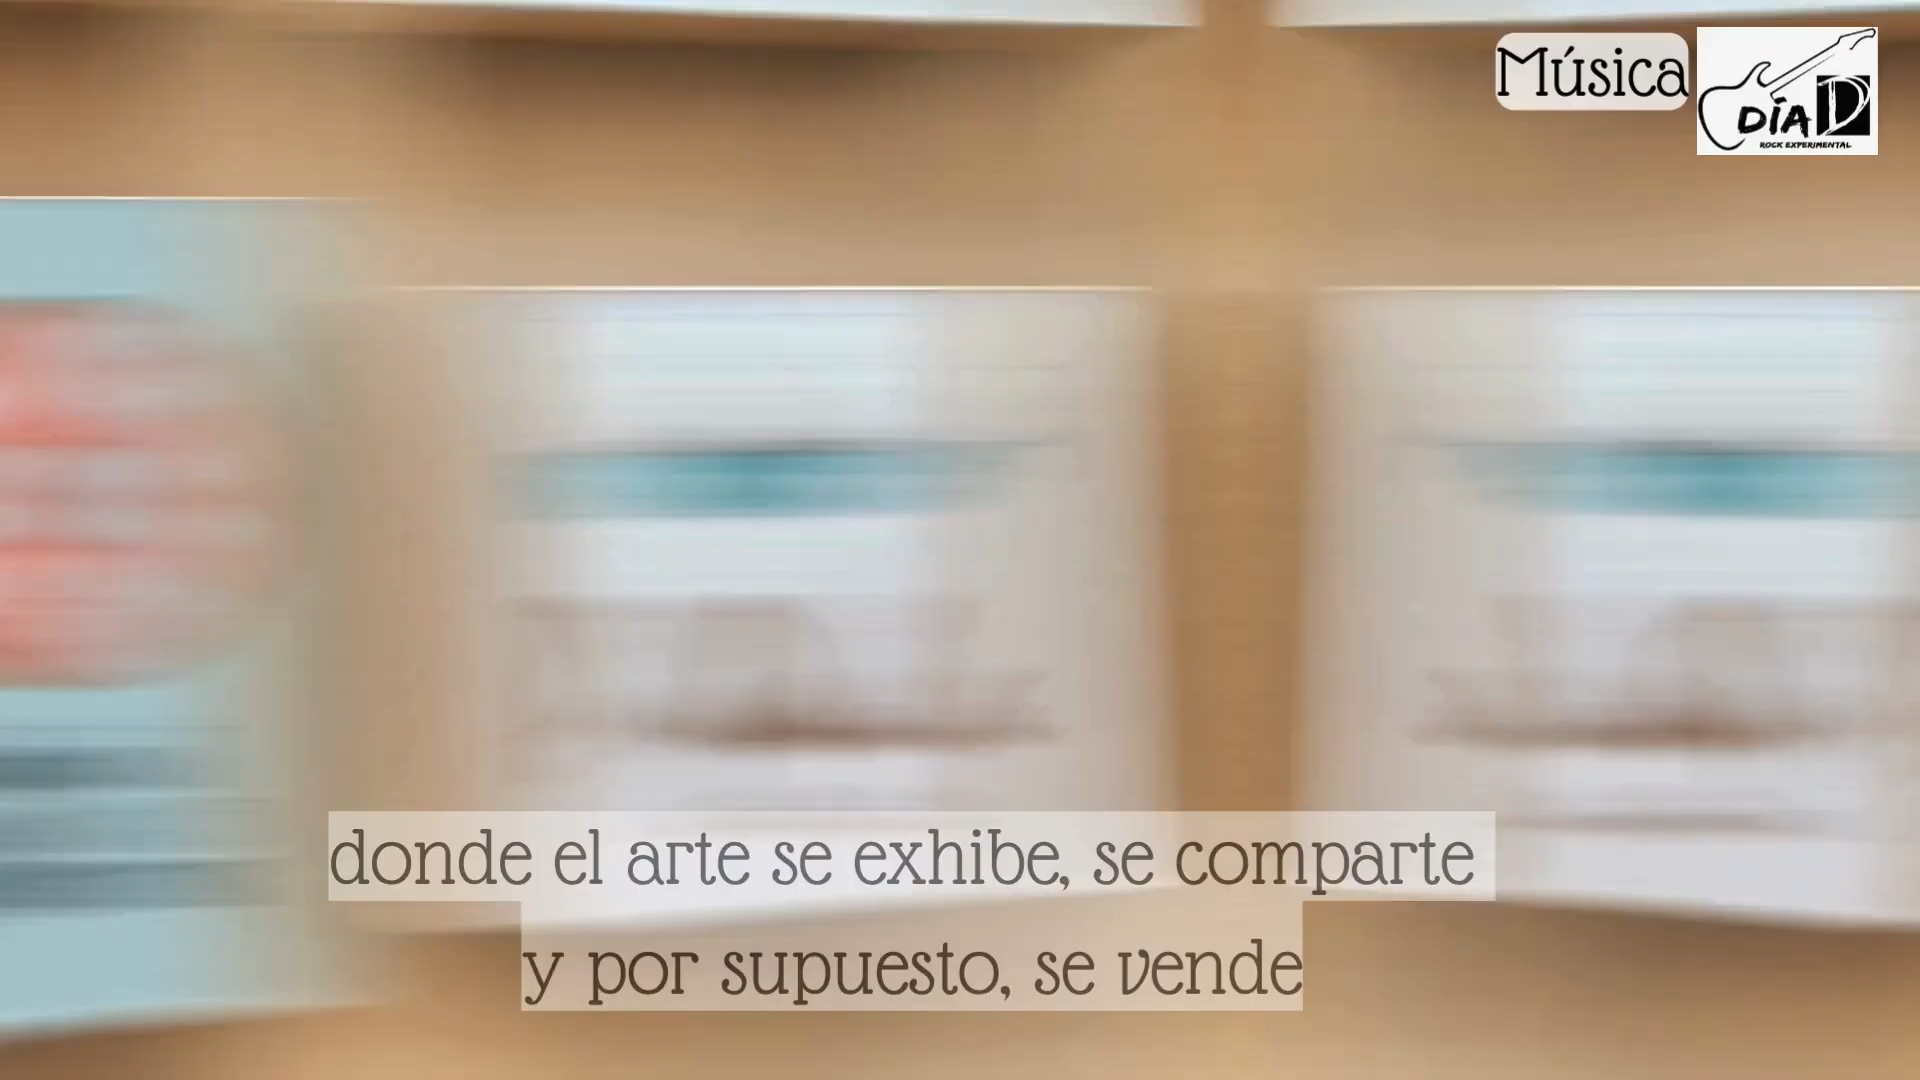 Música
DÍA D
ROCK EXPERIMENTAL
donde el arte se exhibe, se comparte
y por supuesto, se vende